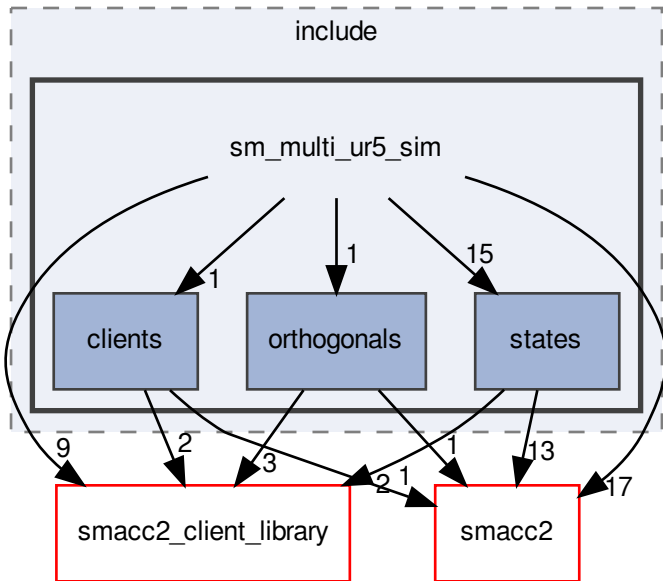 include
sm_multi_ur5_sim
1
1
15
clients
orthogonals
states
9
2
3
2
1
1
13
17
smacc2_client_library
smacc2